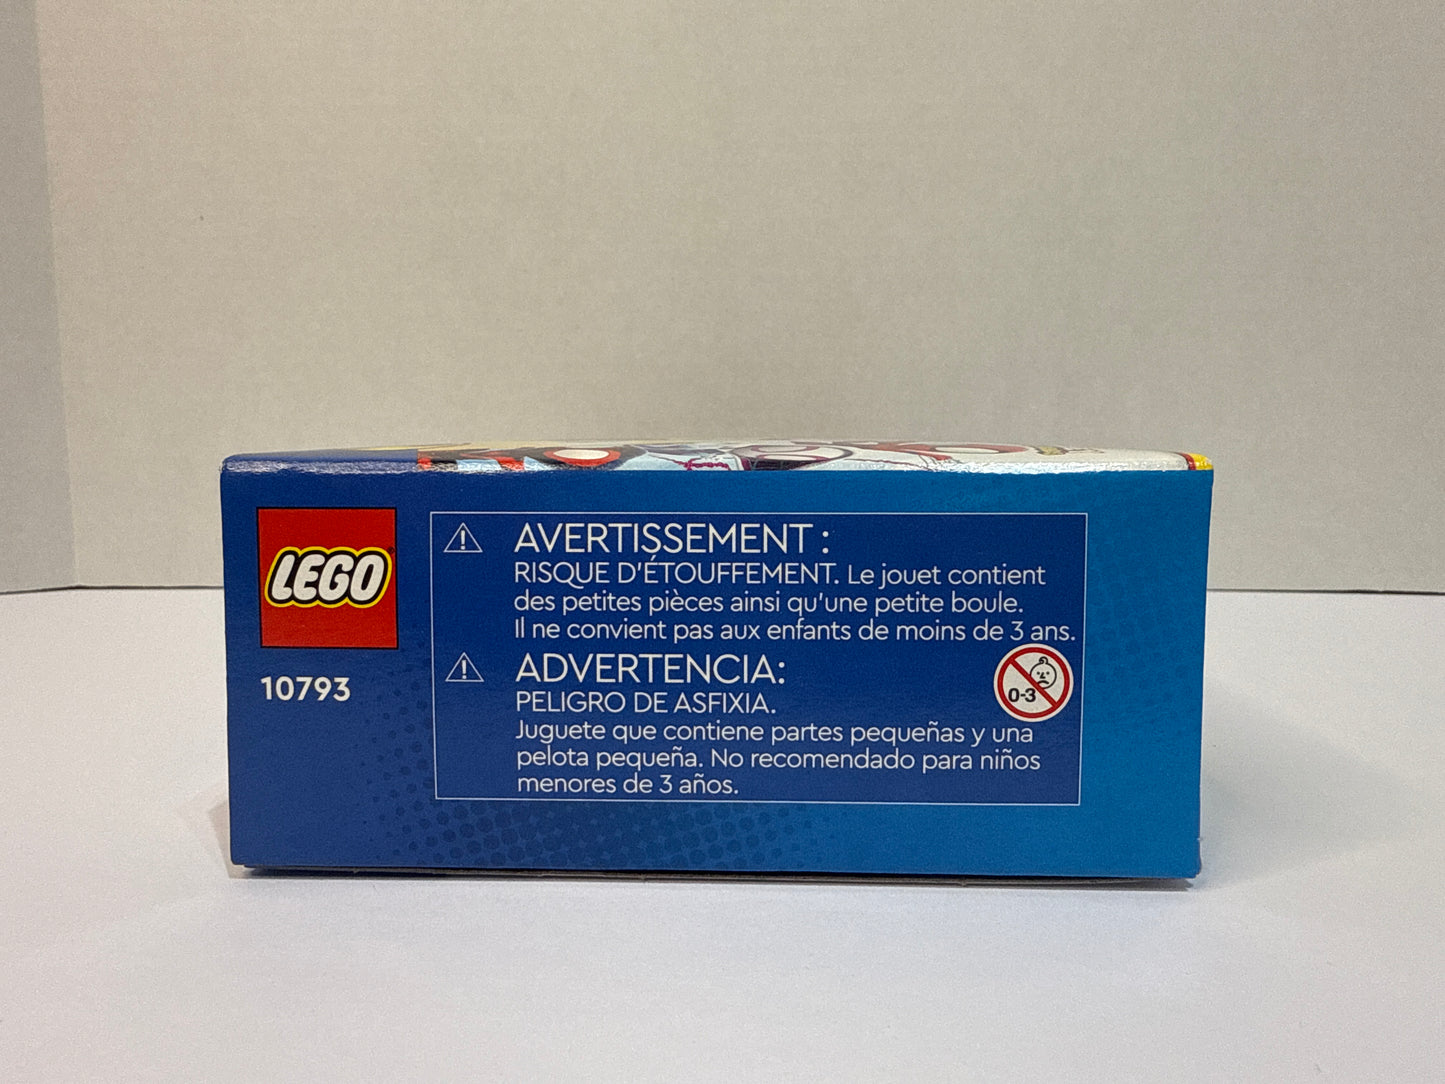 LEGO
10793
AVERTISSEMENT :
RISQUE D'ÉTOUFFEMENT. Le jouet contient
des petites pièces ainsi qu'une petite boule.
Il ne convient pas aux enfants de moins de 3 ans.
ADVERTENCIA:
PELIGRO DE ASFIXIA.
Juguete que contiene partes pequeñas y una
pelota pequeña. No recomendado para niños
menores de 3 años.
0-3